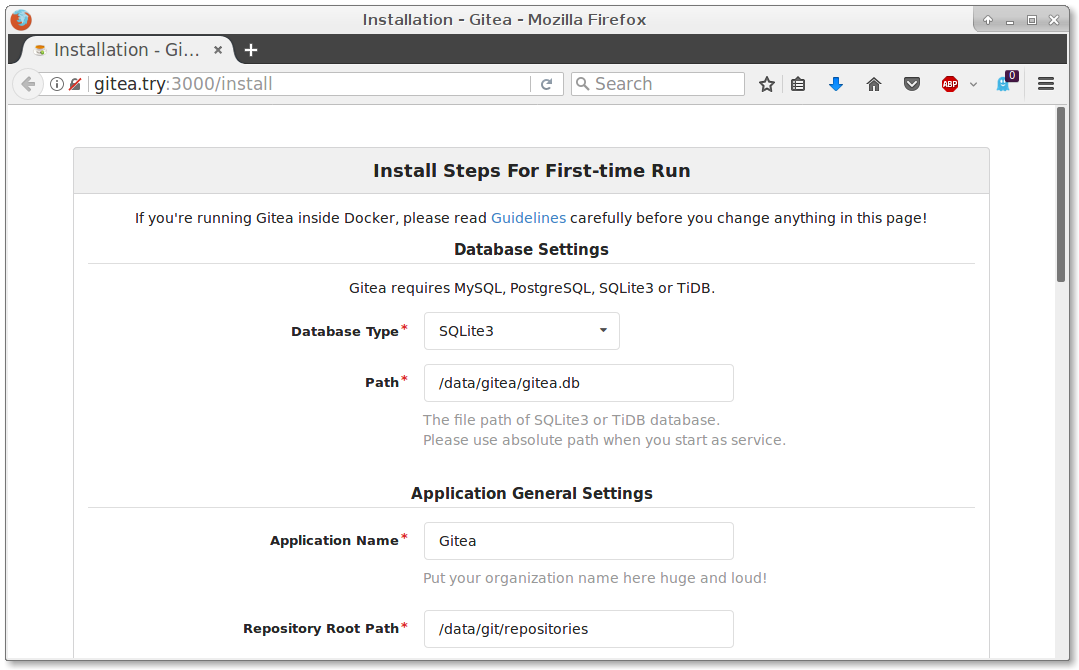 Installation - Gitea - Mozilla Firefox
Installation - Gi...
gitea.try:3000/install
Search
ABP
0
Install Steps For First-time Run
If you're running Gitea inside Docker, please read Guidelines carefully before you change anything in this page!
Database Settings
Gitea requires MySQL, PostgreSQL, SQLite3 or TiDB.
Database Type*
SQLite3
Path*
/data/gitea/gitea.db
The file path of SQLite3 or TiDB database.
Please use absolute path when you start as service.
Application General Settings
Application Name*
Gitea
Put your organization name here huge and loud!
Repository Root Path*
/data/git/repositories